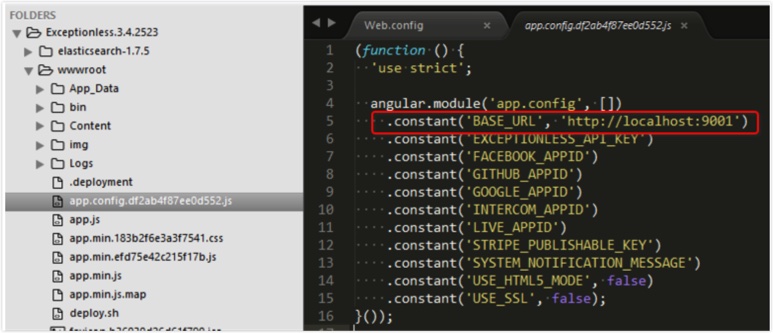 FOLDERS
Exceptionless.3.4.2523
elasticsearch-1.7.5
wwwroot
App_Data
bin
Content
img
Logs
.deployment
app.config.df2ab4f87ee0d552.js
app.js
app.min.183b2f6e3a3f7541.css
app.min.efd75e42c215f17b.js
app.min.js
app.min.js.map
deploy.sh
Web.config ×
app.config.df2ab4f87ee0d552.js ×
1 (function () {
2 'use strict';
3
4 angular.module('app.config', [])
5 .constant('BASE_URL', 'http://localhost:9001')
6 .constant('EXCEPTIONLESS_API_KEY')
7 .constant('FACEBOOK_APPID')
8 .constant('GITHUB_APPID')
9 .constant('GOOGLE_APPID')
10 .constant('INTERCOM_APPID')
11 .constant('LIVE_APPID')
12 .constant('STRIPE_PUBLISHABLE_KEY')
13 .constant('SYSTEM_NOTIFICATION_MESSAGE')
14 .constant('USE_HTML5_MODE', false)
15 .constant('USE_SSL', false);
16 }());